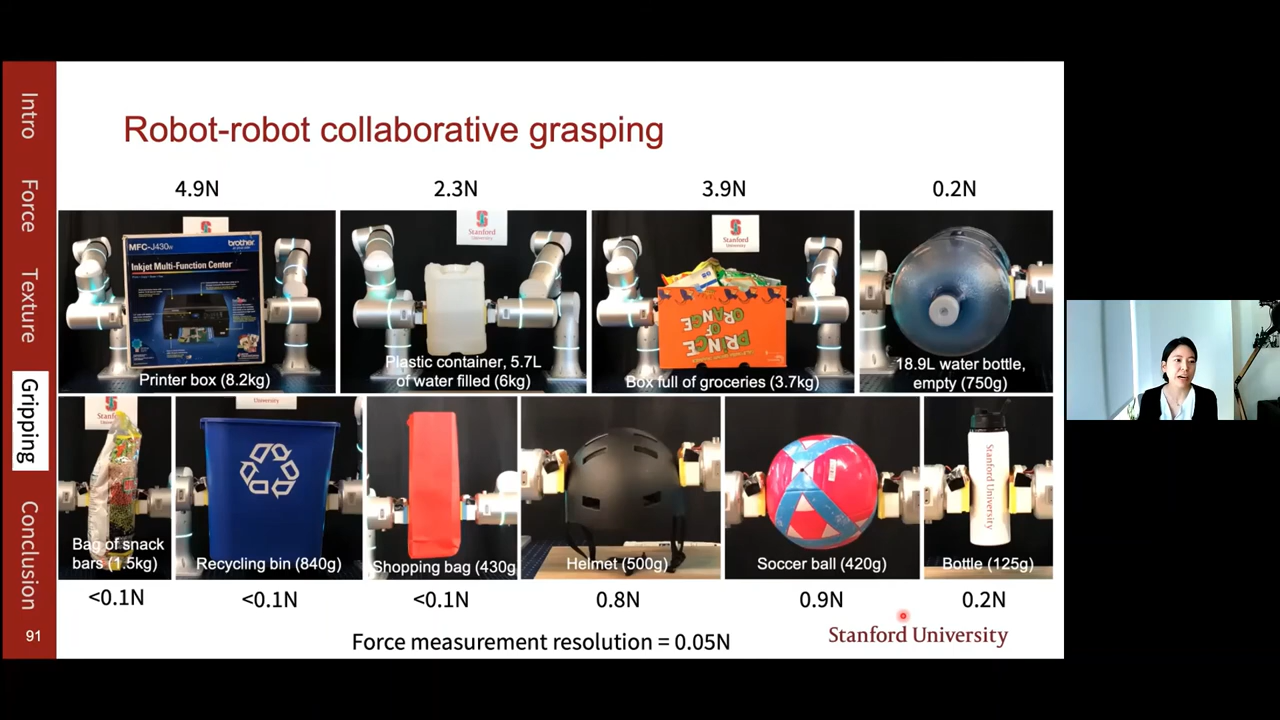 Intro
Force
Texture
Gripping
Conclusion
91
Robot-robot collaborative grasping
4.9N
2.3N
3.9N
0.2N
MFC-J430w
brother
Inkjet Multi-Function Center
Printer box (8.2kg)
Stanford
University
Plastic container, 5.7L
of water filled (6kg)
Stanford
University
PRINCE
OF
ORANGE
Box full of groceries (3.7kg)
18.9L water bottle,
empty (750g)
Bag of snack
bars (1.5kg)
University
Recycling bin (840g)
Shopping bag (430g
Helmet (500g)
Soccer ball (420g)
Stanford University
Bottle (125g)
<0.1N
<0.1N
<0.1N
0.8N
0.9N
0.2N
Force measurement resolution = 0.05N
Stanford University